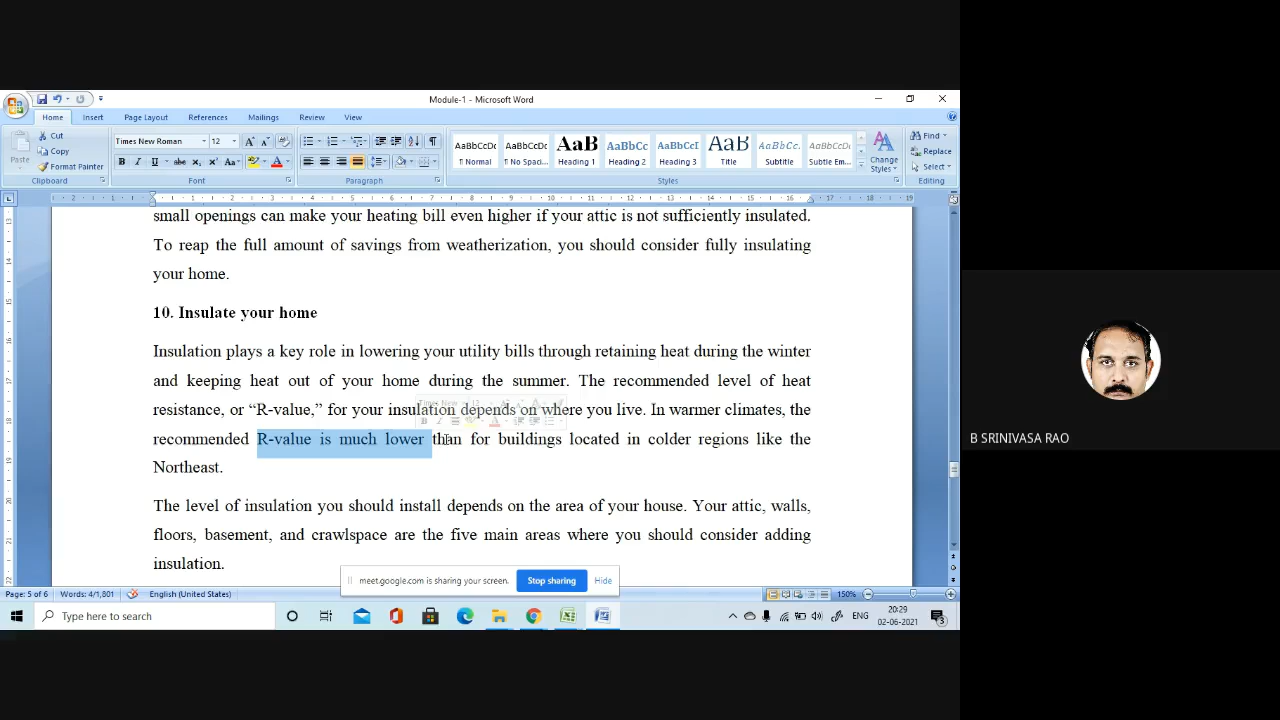 Module-1 - Microsoft Word
Home Insert Page Layout References Mailings Review View
Paste
Cut
Copy
Format Painter
Clipboard
Times New Roman 12
Font
Paragraph
AaBbCcDc AaBbCcDc AaB AaBbCc AaBbCcI AaB AaBbCcI AaBbCcDc
¶ Normal ¶ No Spaci... Heading 1 Heading 2 Heading 3 Title Subtitle Subtle Em...
Change Styles
Styles
Find
Replace
Select
Editing
small openings can make your heating bill even higher if your attic is not sufficiently insulated.
To reap the full amount of savings from weatherization, you should consider fully insulating
your home.
10. Insulate your home
Insulation plays a key role in lowering your utility bills through retaining heat during the winter
and keeping heat out of your home during the summer. The recommended level of heat
resistance, or “R-value,” for your insulation depends on where you live. In warmer climates, the
recommended R-value is much lower than for buildings located in colder regions like the
Northeast.
The level of insulation you should install depends on the area of your house. Your attic, walls,
floors, basement, and crawlspace are the five main areas where you should consider adding
insulation.
meet.google.com is sharing your screen. Stop sharing Hide
Page: 5 of 6 Words: 4/1,801 English (United States) 150%
Type here to search
ENG
20:29
02-06-2021
3
B SRINIVASA RAO